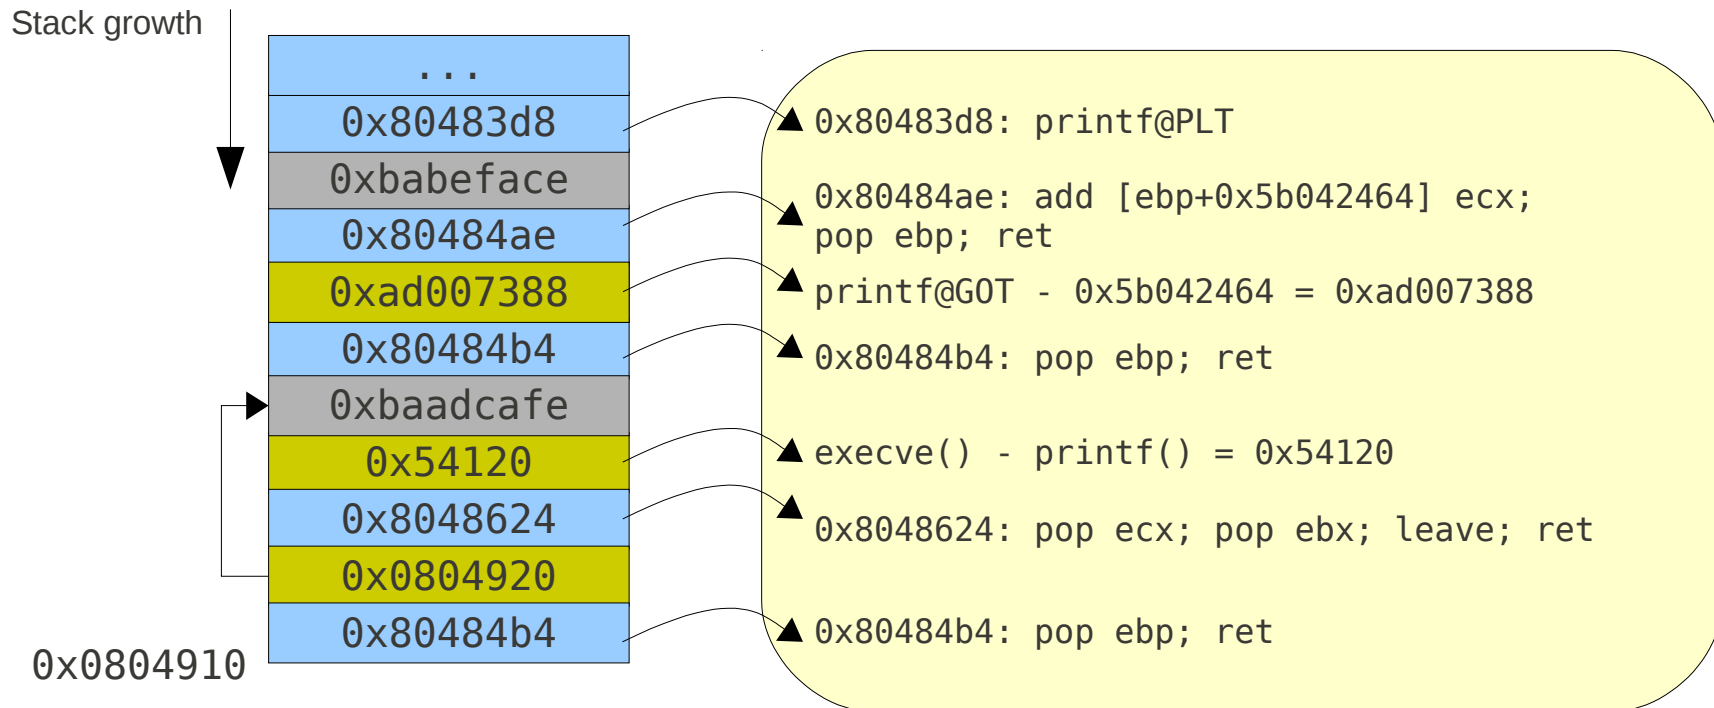 Stack growth
...
0x80483d8
0xbabeface
0x80484ae
0xad007388
0x80484b4
0xbaadcafe
0x54120
0x8048624
0x0804920
0x80484b4
0x0804910
0x80483d8: printf@PLT
0x80484ae: add [ebp+0x5b042464] ecx;
pop ebp; ret
printf@GOT - 0x5b042464 = 0xad007388
0x80484b4: pop ebp; ret
execve() - printf() = 0x54120
0x8048624: pop ecx; pop ebx; leave; ret
0x80484b4: pop ebp; ret